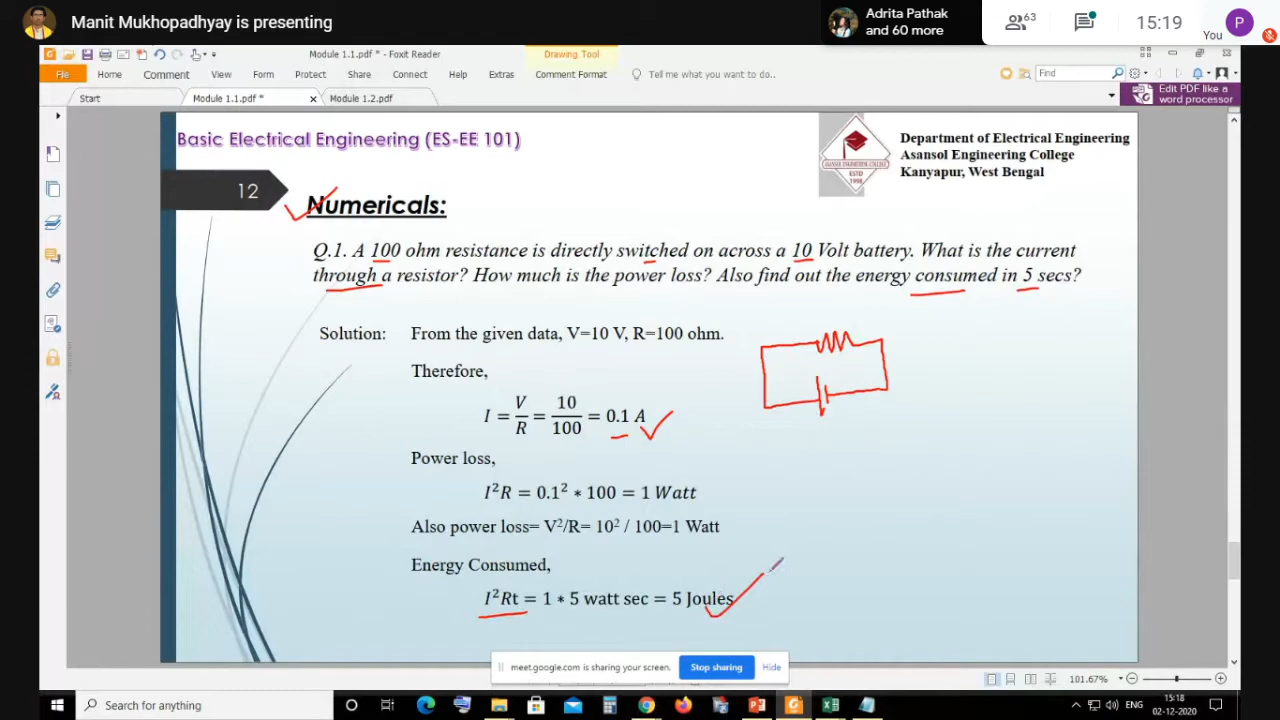 Manit Mukhopadhyay is presenting
Adrita Pathak
and 60 more
63
15:19
You
P
Module 1.1.pdf * - Foxit Reader
Drawing Tool
File Home Comment View Form Protect Share Connect Help Extras Comment Format Tell me what you want to do.. Find
Start Module 1.1.pdf * x Module 1.2.pdf
Edit PDF like a
word processor
Basic Electrical Engineering (ES-EE 101)
Department of Electrical Engineering
Asansol Engineering College
Kanyapur, West Bengal
ASANSOL ENGINEERING COLLEGE
ESTD
1998
12
Numericals:
Q.1. A 100 ohm resistance is directly switched on across a 10 Volt battery. What is the current
through a resistor? How much is the power loss? Also find out the energy consumed in 5 secs?
Solution: From the given data, V=10 V, R=100 ohm.
Therefore,
I = V/R = 10/100 = 0.1 A
Power loss,
I²R = 0.1² * 100 = 1 Watt
Also power loss= V²/R= 10² / 100=1 Watt
Energy Consumed,
I²Rt = 1 * 5 watt sec = 5 Joules
meet.google.com is sharing your screen. Stop sharing Hide
101.67%
Type here to search
ENG
15:18
02-12-2020